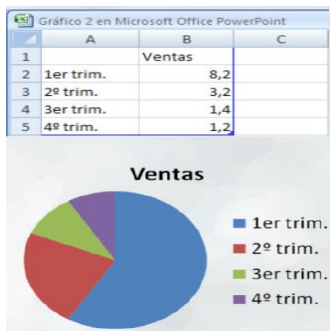 Gráfico 2 en Microsoft Office PowerPoint
A B C
1 Ventas
2 1er trim. 8,2
3 2º trim. 3,2
4 3er trim. 1,4
5 4º trim. 1,2
Ventas
1er trim.
2º trim.
3er trim.
4º trim.